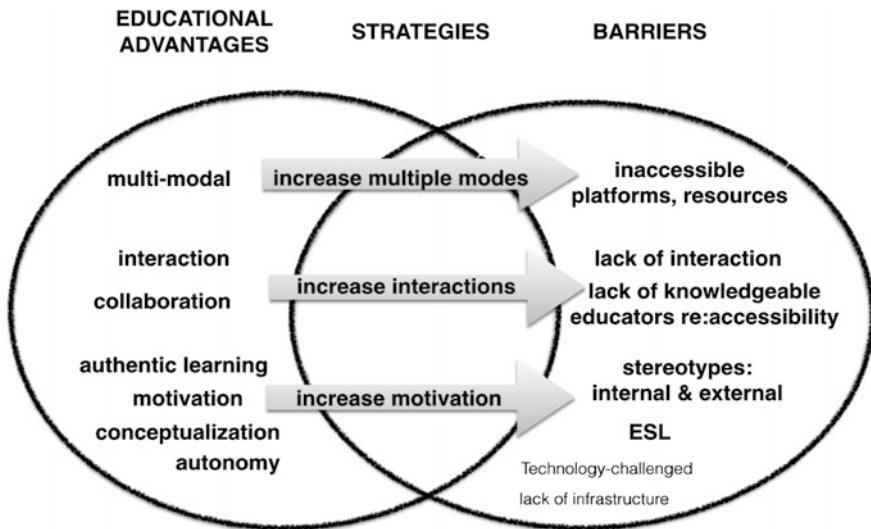 EDUCATIONAL
ADVANTAGES
STRATEGIES
BARRIERS
multi-modal
increase multiple modes
inaccessible
platforms, resources
interaction
collaboration
increase interactions
lack of interaction
lack of knowledgeable
educators re:accessibility
authentic learning
motivation
conceptualization
autonomy
increase motivation
stereotypes:
internal & external
ESL
Technology-challenged
lack of infrastructure